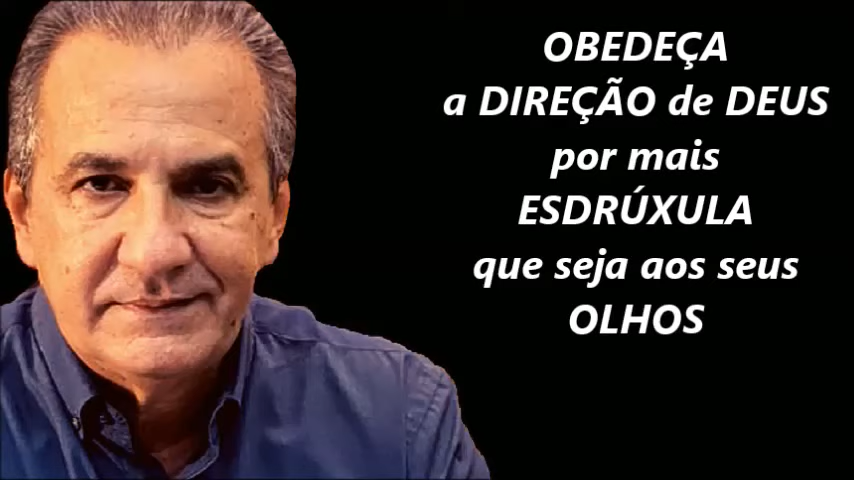 OBEDEÇA
a DIREÇÃO de DEUS
por mais
ESDRÚXULA
que seja aos seus
OLHOS